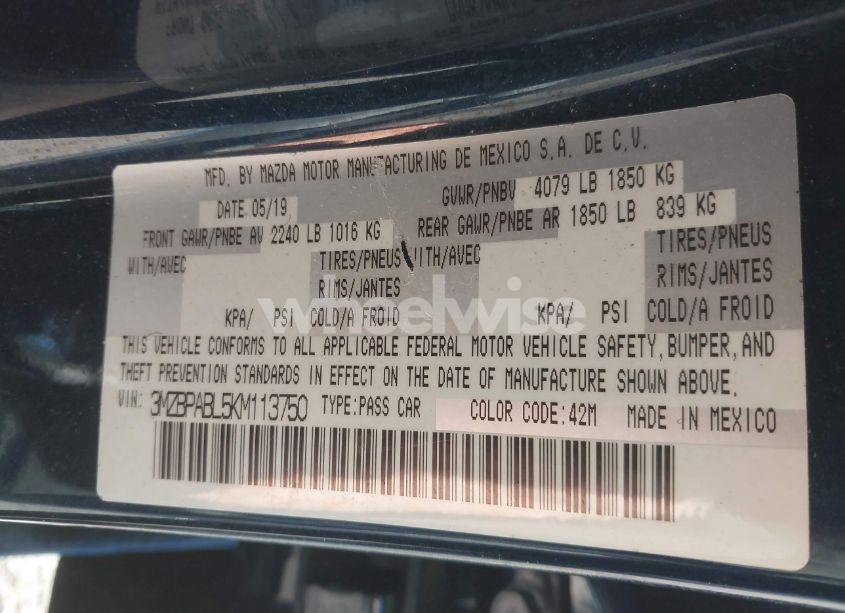 MFD. BY MAZDA MOTOR MANUFACTURING DE MEXICO S.A. DE C.V.
DATE 05/19 GVWR/PNBV 4079 LB 1850 KG
FRONT GAWR/PNBE AV 2240 LB 1016 KG REAR GAWR/PNBE AR 1850 LB 839 KG
WITH/AVEC TIRES/PNEUS WITH/AVEC TIRES/PNEUS
RIMS/JANTES RIMS/JANTES
KPA/ PSI COLD/A FROID KPA/ PSI COLD/A FROID
wheelwise
THIS VEHICLE CONFORMS TO ALL APPLICABLE FEDERAL MOTOR VEHICLE SAFETY, BUMPER, AND
THEFT PREVENTION STANDARDS IN EFFECT ON THE DATE OF MANUFACTURE SHOWN ABOVE.
VIN: 3MZBPABL5KM113750 TYPE:PASS CAR COLOR CODE:42M MADE IN MEXICO